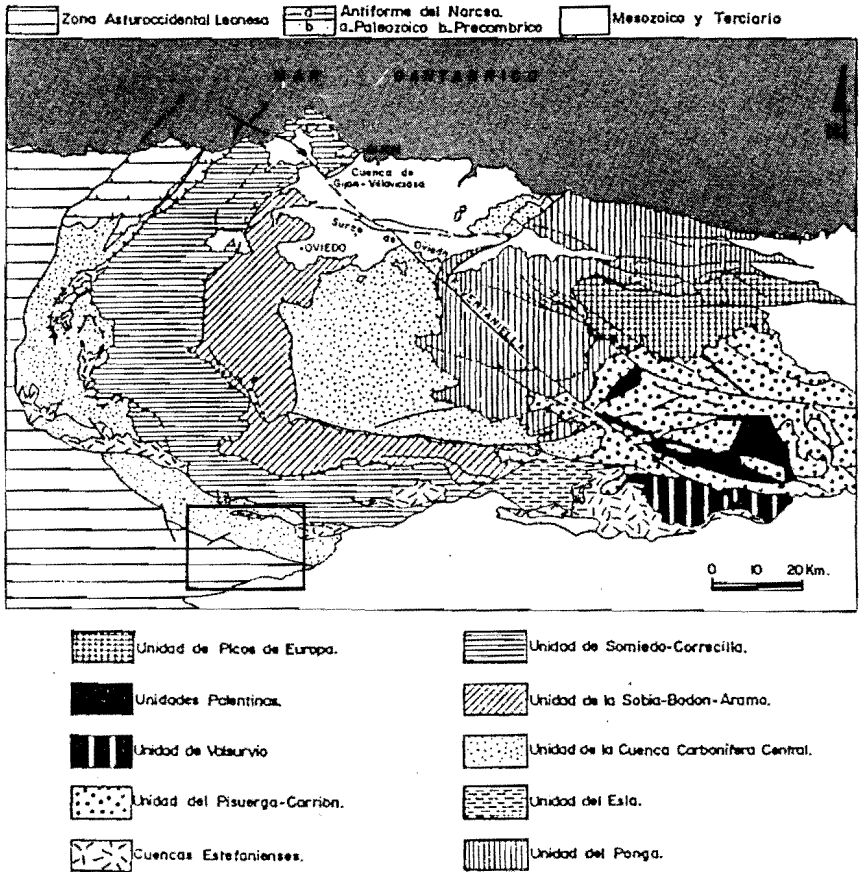 Zona Asturoccidental Leonesa
a Antiforme del Narcea.
b a_Paleozoico b_Precambrico
Mesozoico y Terciario
MAR CANTABRICO
N
Cuenca de
Gijon-Villaviciosa
Surco de Oviedo
OVIEDO
VENTANIELLA
0 10 20 Km.
Unidad de Picos de Europa.
Unidad de Somiedo-Correcilla.
Unidades Palentinas.
Unidad de la Sobia-Bodon-Aramo.
Unidad de Valsurvio
Unidad de la Cuenca Carbonifera Central.
Unidad del Pisuerga-Carrion.
Unidad del Esla.
Cuencas Estefanienses.
Unidad del Ponga.